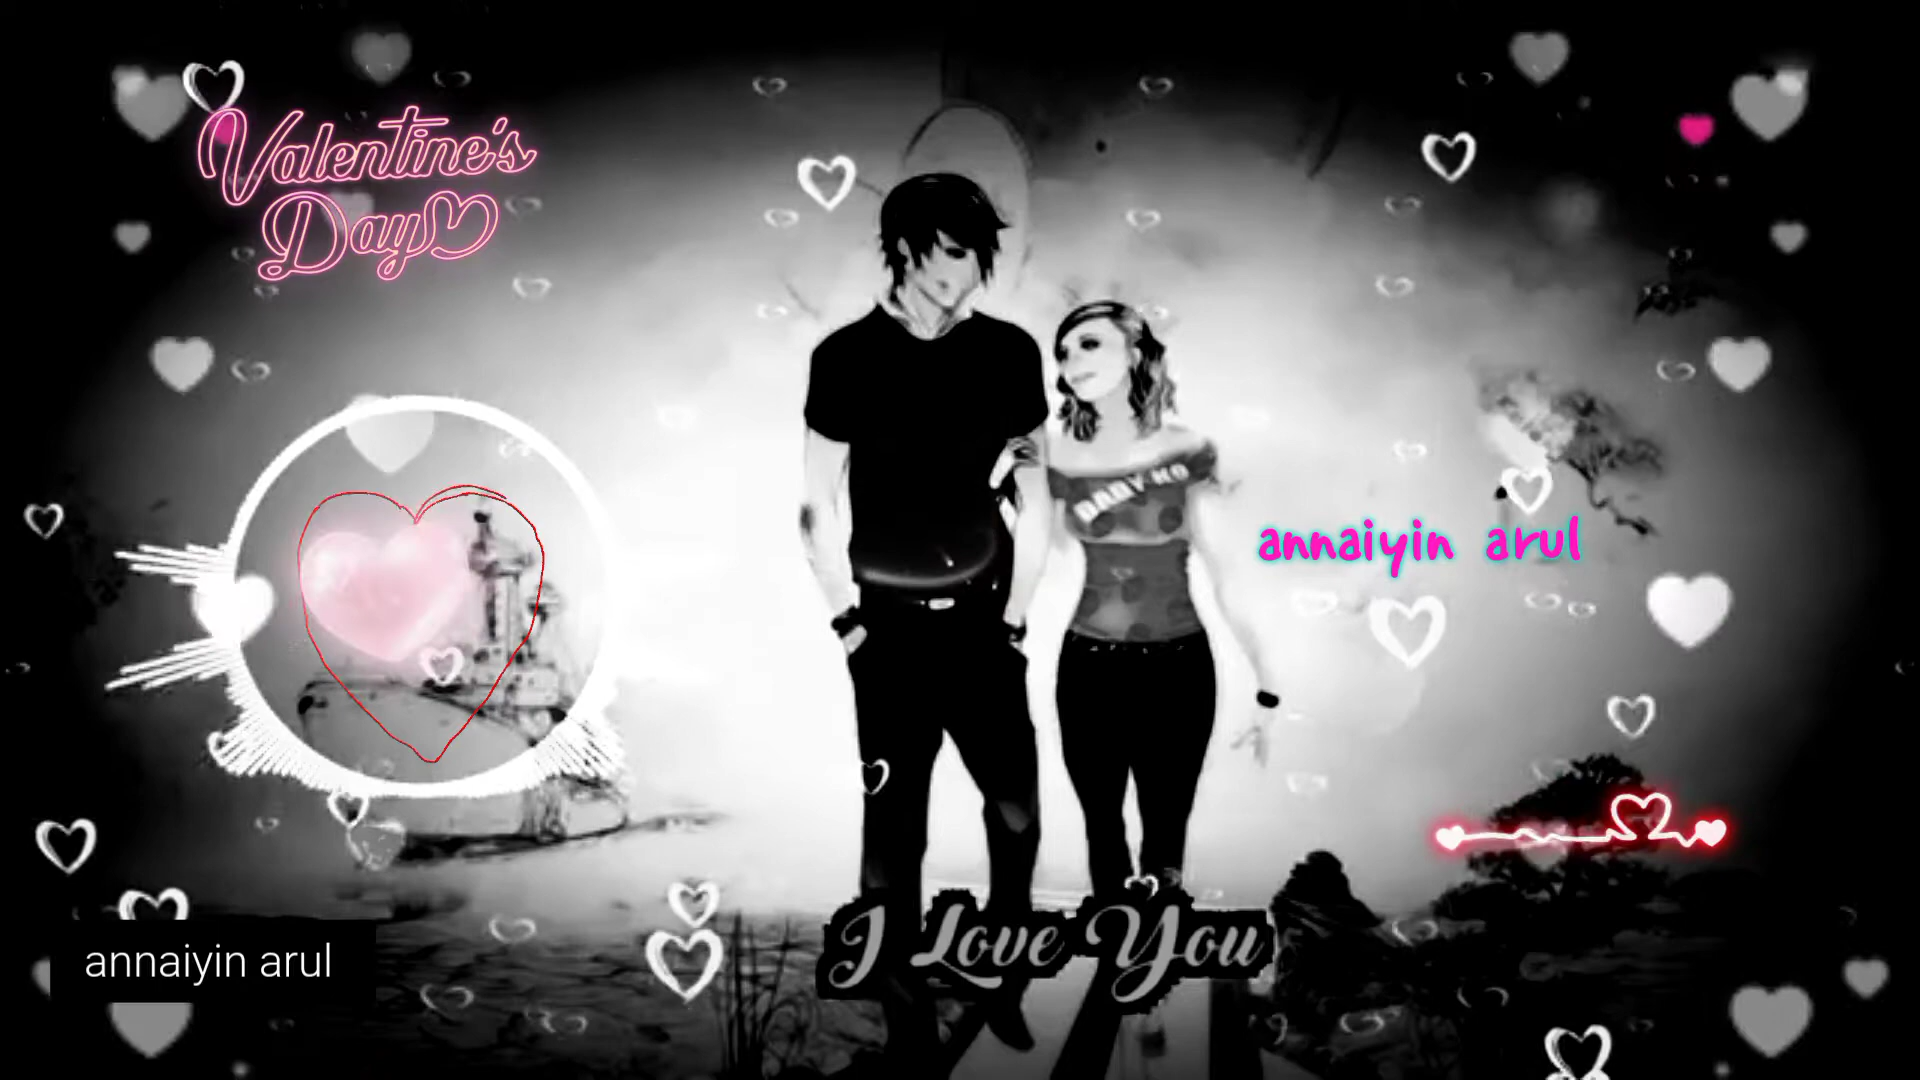 Valentine's
Day
annaiyin arul
I Love You
annaiyin arul